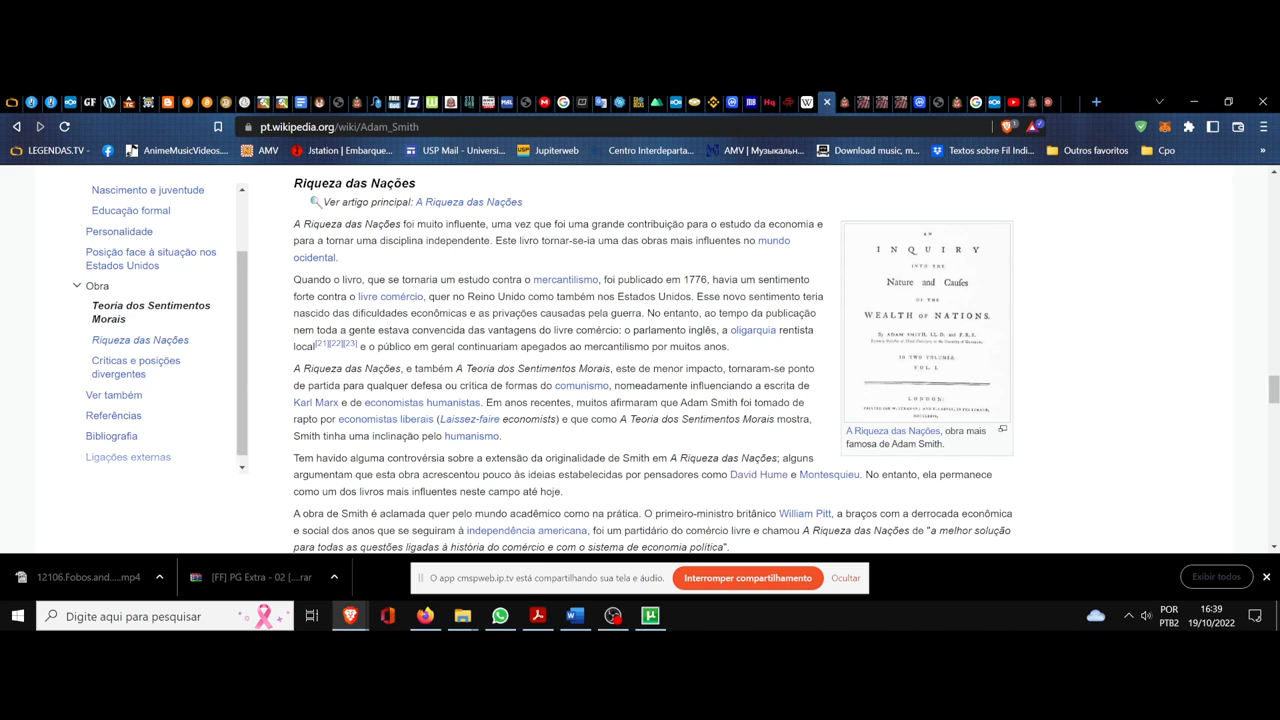 pt.wikipedia.org/wiki/Adam_Smith
LEGENDAS.TV -
AnimeMusicVideos...
AMV
Jstation | Embarque...
USP Mail - Universi...
Jupiterweb
Centro Interdeparta...
AMV | Музыкальн...
Download music, m...
Textos sobre Fil Indi...
Outros favoritos
Cpo
»
Nascimento e juventude
Educação formal
Personalidade
Posição face à situação nos
Estados Unidos
Obra
Teoria dos Sentimentos
Morais
Riqueza das Nações
Críticas e posições
divergentes
Ver também
Referências
Bibliografia
Ligações externas
Riqueza das Nações
Ver artigo principal: A Riqueza das Nações
A Riqueza das Nações foi muito influente, uma vez que foi uma grande contribuição para o estudo da economia e
para a tornar uma disciplina independente. Este livro tornar-se-ia uma das obras mais influentes no mundo
ocidental.
Quando o livro, que se tornaria um estudo contra o mercantilismo, foi publicado em 1776, havia um sentimento
forte contra o livre comércio, quer no Reino Unido como também nos Estados Unidos. Esse novo sentimento teria
nascido das dificuldades econômicas e as privações causadas pela guerra. No entanto, ao tempo da publicação
nem toda a gente estava convencida das vantagens do livre comércio: o parlamento inglês, a oligarquia rentista
local[21][22][23] e o público em geral continuariam apegados ao mercantilismo por muitos anos.
A Riqueza das Nações, e também A Teoria dos Sentimentos Morais, este de menor impacto, tornaram-se ponto
de partida para qualquer defesa ou crítica de formas do comunismo, nomeadamente influenciando a escrita de
Karl Marx e de economistas humanistas. Em anos recentes, muitos afirmaram que Adam Smith foi tomado de
rapto por economistas liberais (Laissez-faire economists) e que como A Teoria dos Sentimentos Morais mostra,
Smith tinha uma inclinação pelo humanismo.
Tem havido alguma controvérsia sobre a extensão da originalidade de Smith em A Riqueza das Nações; alguns
argumentam que esta obra acrescentou pouco às ideias estabelecidas por pensadores como David Hume e Montesquieu. No entanto, ela permanece
como um dos livros mais influentes neste campo até hoje.
A obra de Smith é aclamada quer pelo mundo acadêmico como na prática. O primeiro-ministro britânico William Pitt, a braços com a derrocada econômica
e social dos anos que se seguiram à independência americana, foi um partidário do comércio livre e chamou A Riqueza das Nações de "a melhor solução
para todas as questões ligadas à história do comércio e com o sistema de economia política".
AN
INQUIRY
INTO THE
Nature and Caufes
OF THE
WEALTH OF NATIONS.
By ADAM SMITH, LL.D. and F.R.S.
IN TWO VOLUMES.
VOL. I.
LONDON:
A Riqueza das Nações, obra mais
famosa de Adam Smith.
12106.Fobos.and.....mp4
[FF] PG Extra - 02 [....rar
O app cmspweb.ip.tv está compartilhando sua tela e áudio.
Interromper compartilhamento
Ocultar
Exibir todos
Digite aqui para pesquisar
POR
PTB2
16:39
19/10/2022